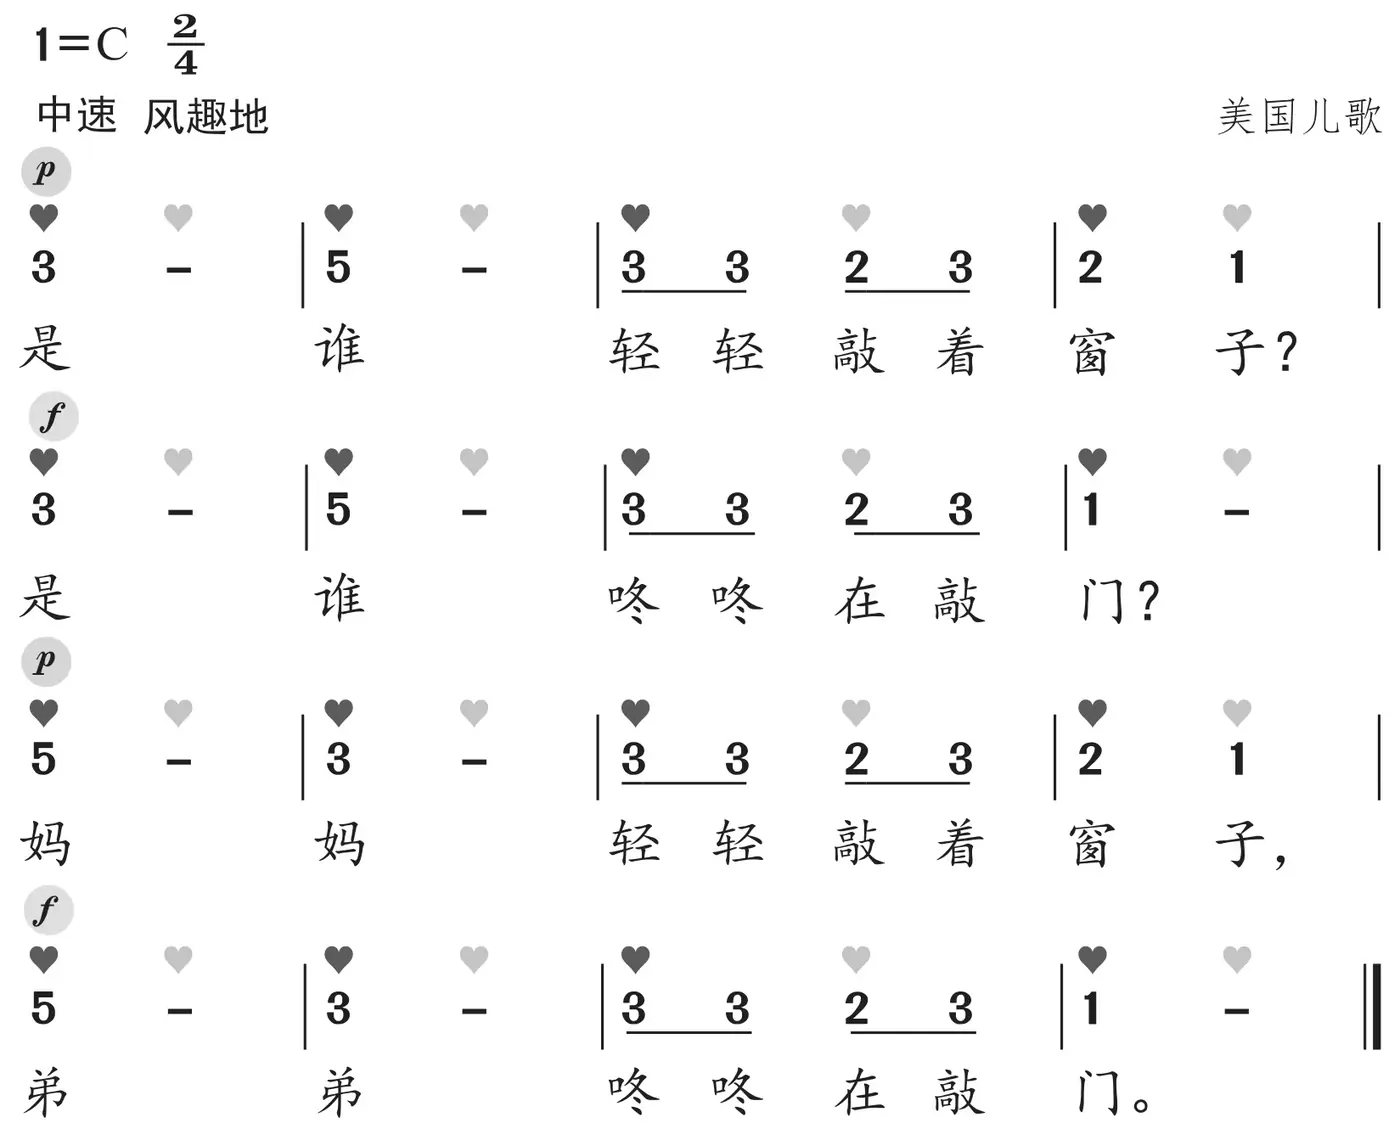 1=C 2/4
中速 风趣地 美国儿歌
p
3 – | 5 – | 3 3 2 3 | 2 1 |
是 谁 轻 轻 敲 着 窗 子?
f
3 – | 5 – | 3 3 2 3 | 1 – |
是 谁 咚 咚 在 敲 门?
p
5 – | 3 – | 3 3 2 3 | 2 1 |
妈 妈 轻 轻 敲 着 窗 子,
f
5 – | 3 – | 3 3 2 3 | 1 – ‖
弟 弟 咚 咚 在 敲 门。